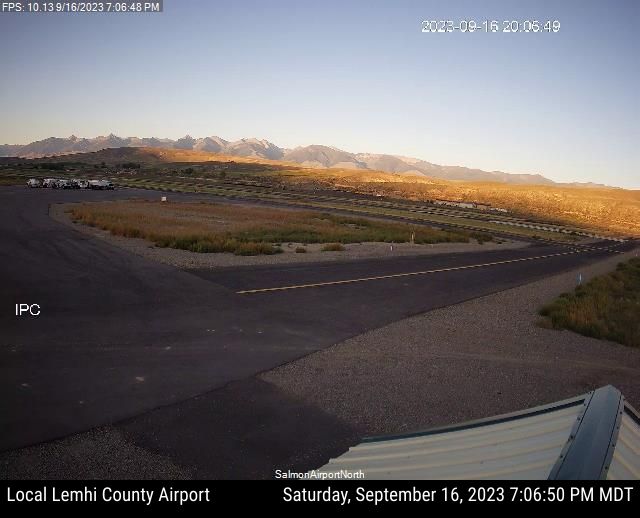 FPS: 10.13 9/16/2023 7:06:48 PM
2023-09-16 20:06:49
IPC
SalmonAirportNorth
Local Lemhi County Airport Saturday, September 16, 2023 7:06:50 PM MDT